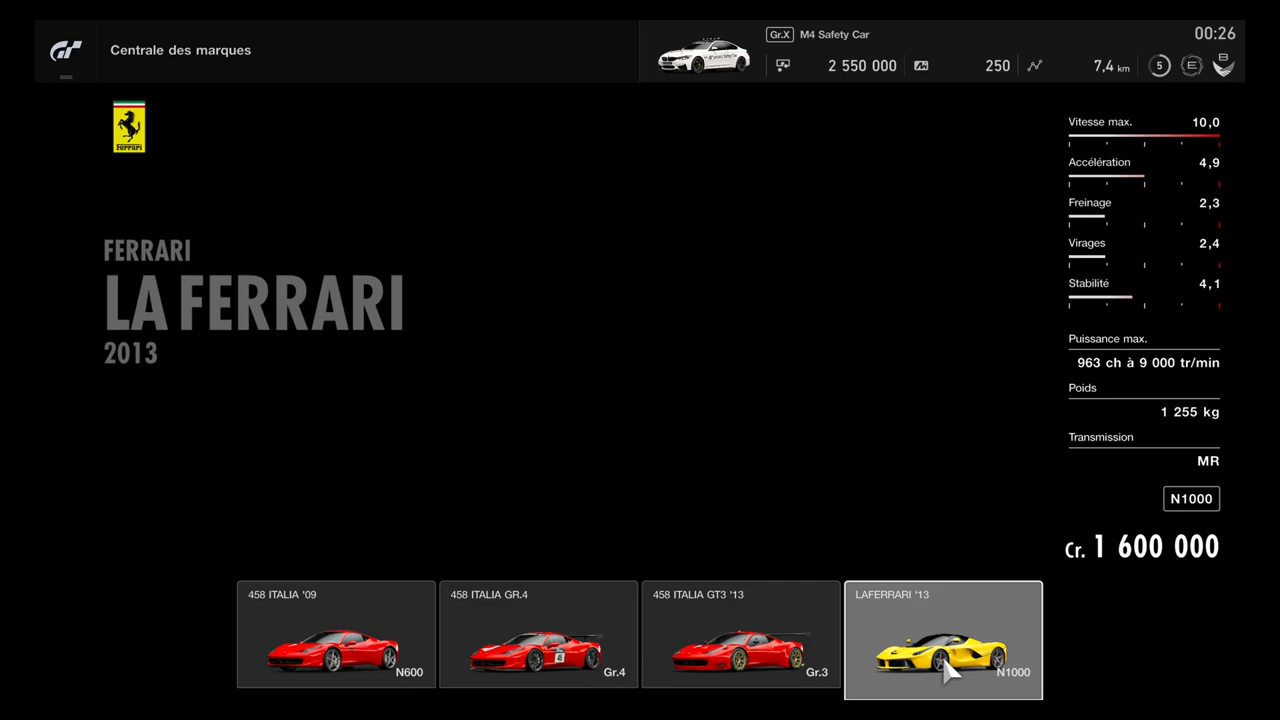 Centrale des marques
Gr.X M4 Safety Car
00:26
2 550 000
250
7,4 km
5
E
B
Ferrari
FERRARI
LA FERRARI
2013
Vitesse max. 10,0
Accélération 4,9
Freinage 2,3
Virages 2,4
Stabilité 4,1
Puissance max.
963 ch à 9 000 tr/min
Poids
1 255 kg
Transmission
MR
N1000
Cr. 1 600 000
458 ITALIA '09
N600
458 ITALIA GR.4
Gr.4
458 ITALIA GT3 '13
Gr.3
LAFERRARI '13
N1000